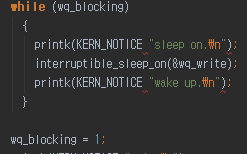 while (wq_blocking)
{
printk(KERN_NOTICE "sleep on.₩n");
interruptible_sleep_on(&wq_write);
printk(KERN_NOTICE "wake up.₩n");
}
wq_blocking = 1;